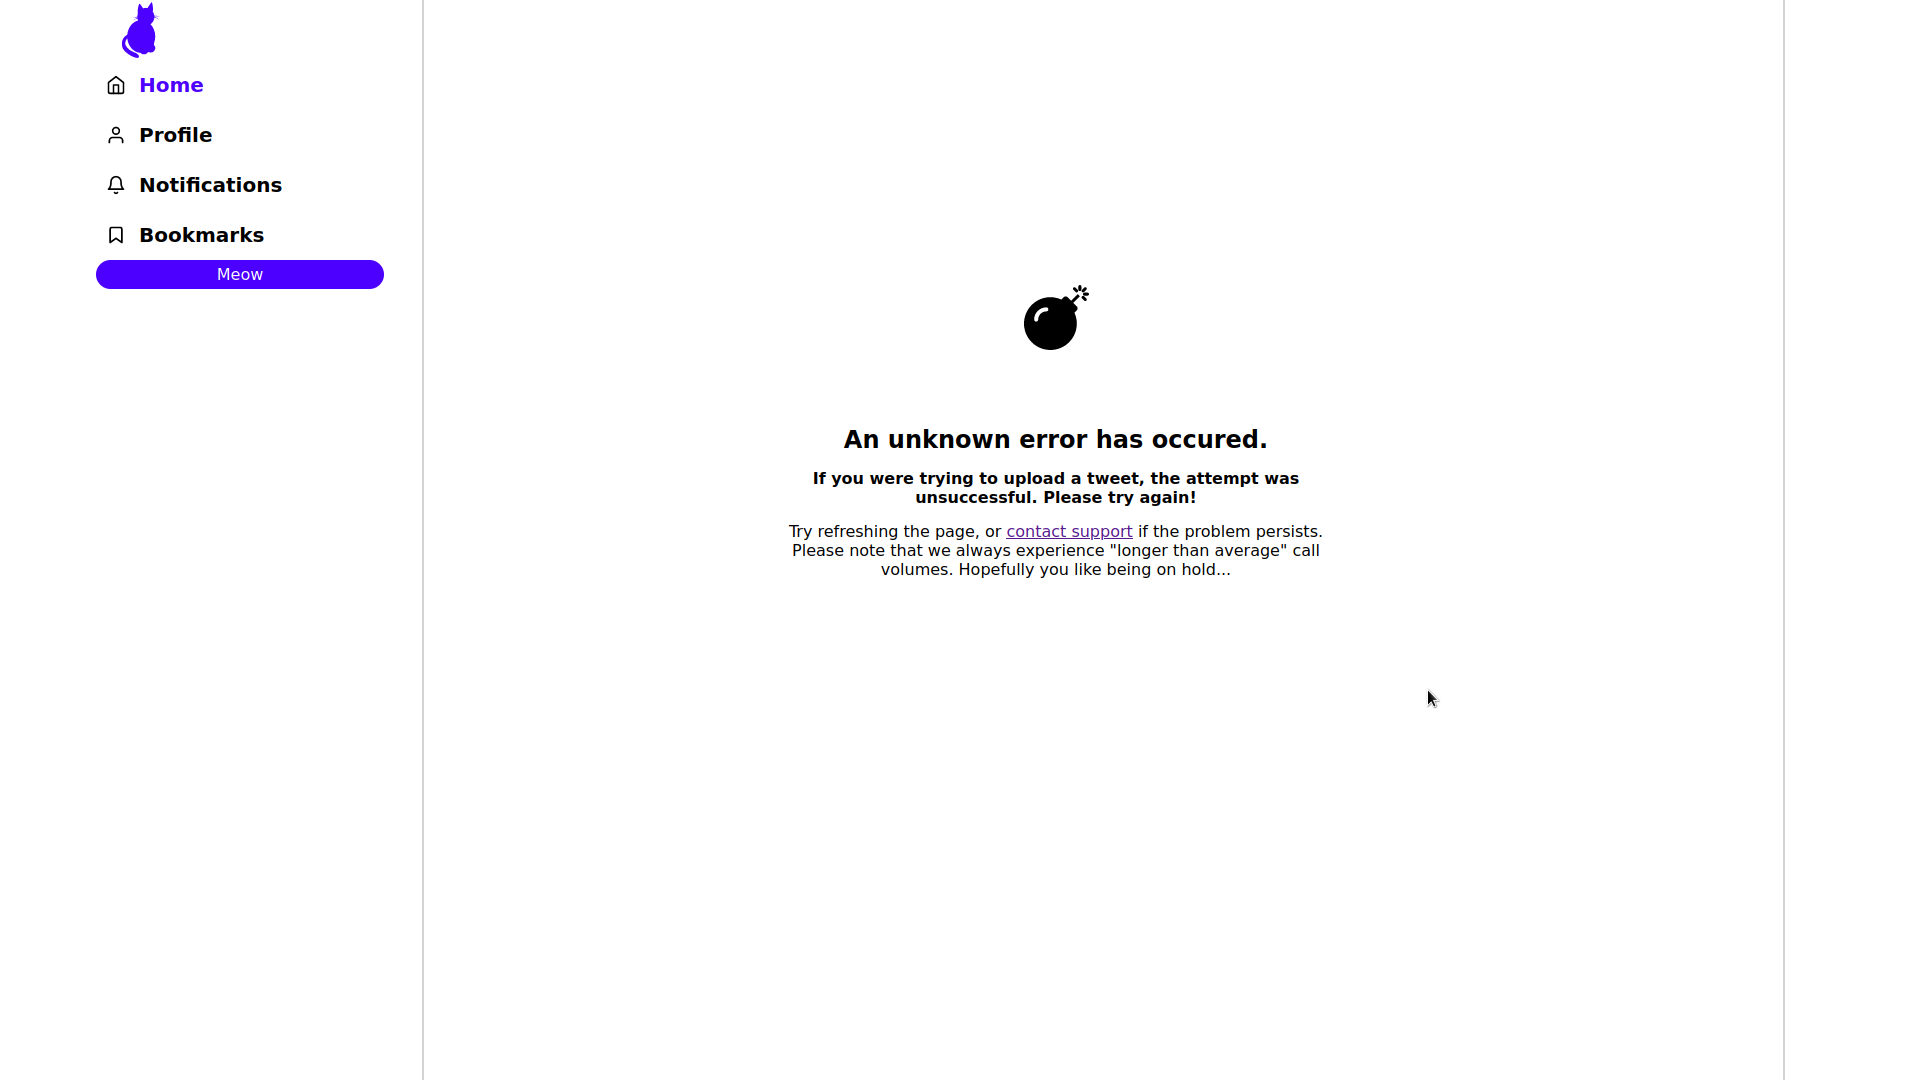 Home
Profile
Notifications
Bookmarks
Meow
An unknown error has occured.
If you were trying to upload a tweet, the attempt was
unsuccessful. Please try again!
Try refreshing the page, or contact support if the problem persists.
Please note that we always experience "longer than average" call
volumes. Hopefully you like being on hold...